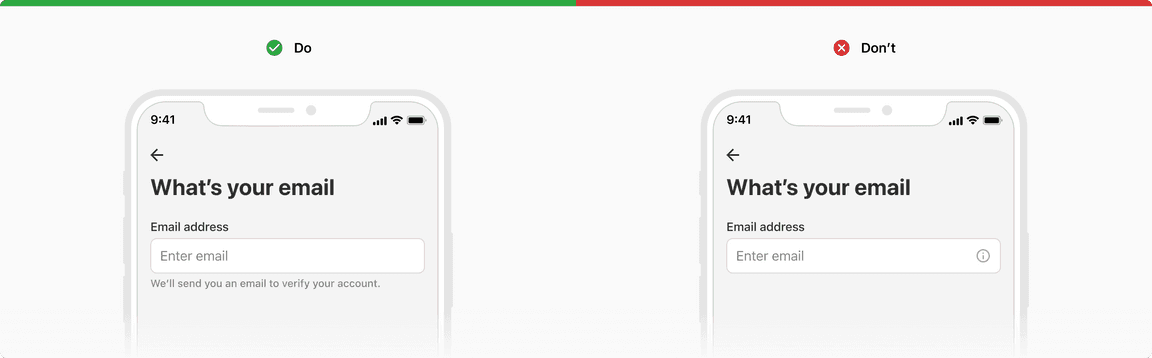 Do
9:41
What’s your email
Email address
Enter email
We’ll send you an email to verify your account.
Don’t
9:41
What’s your email
Email address
Enter email